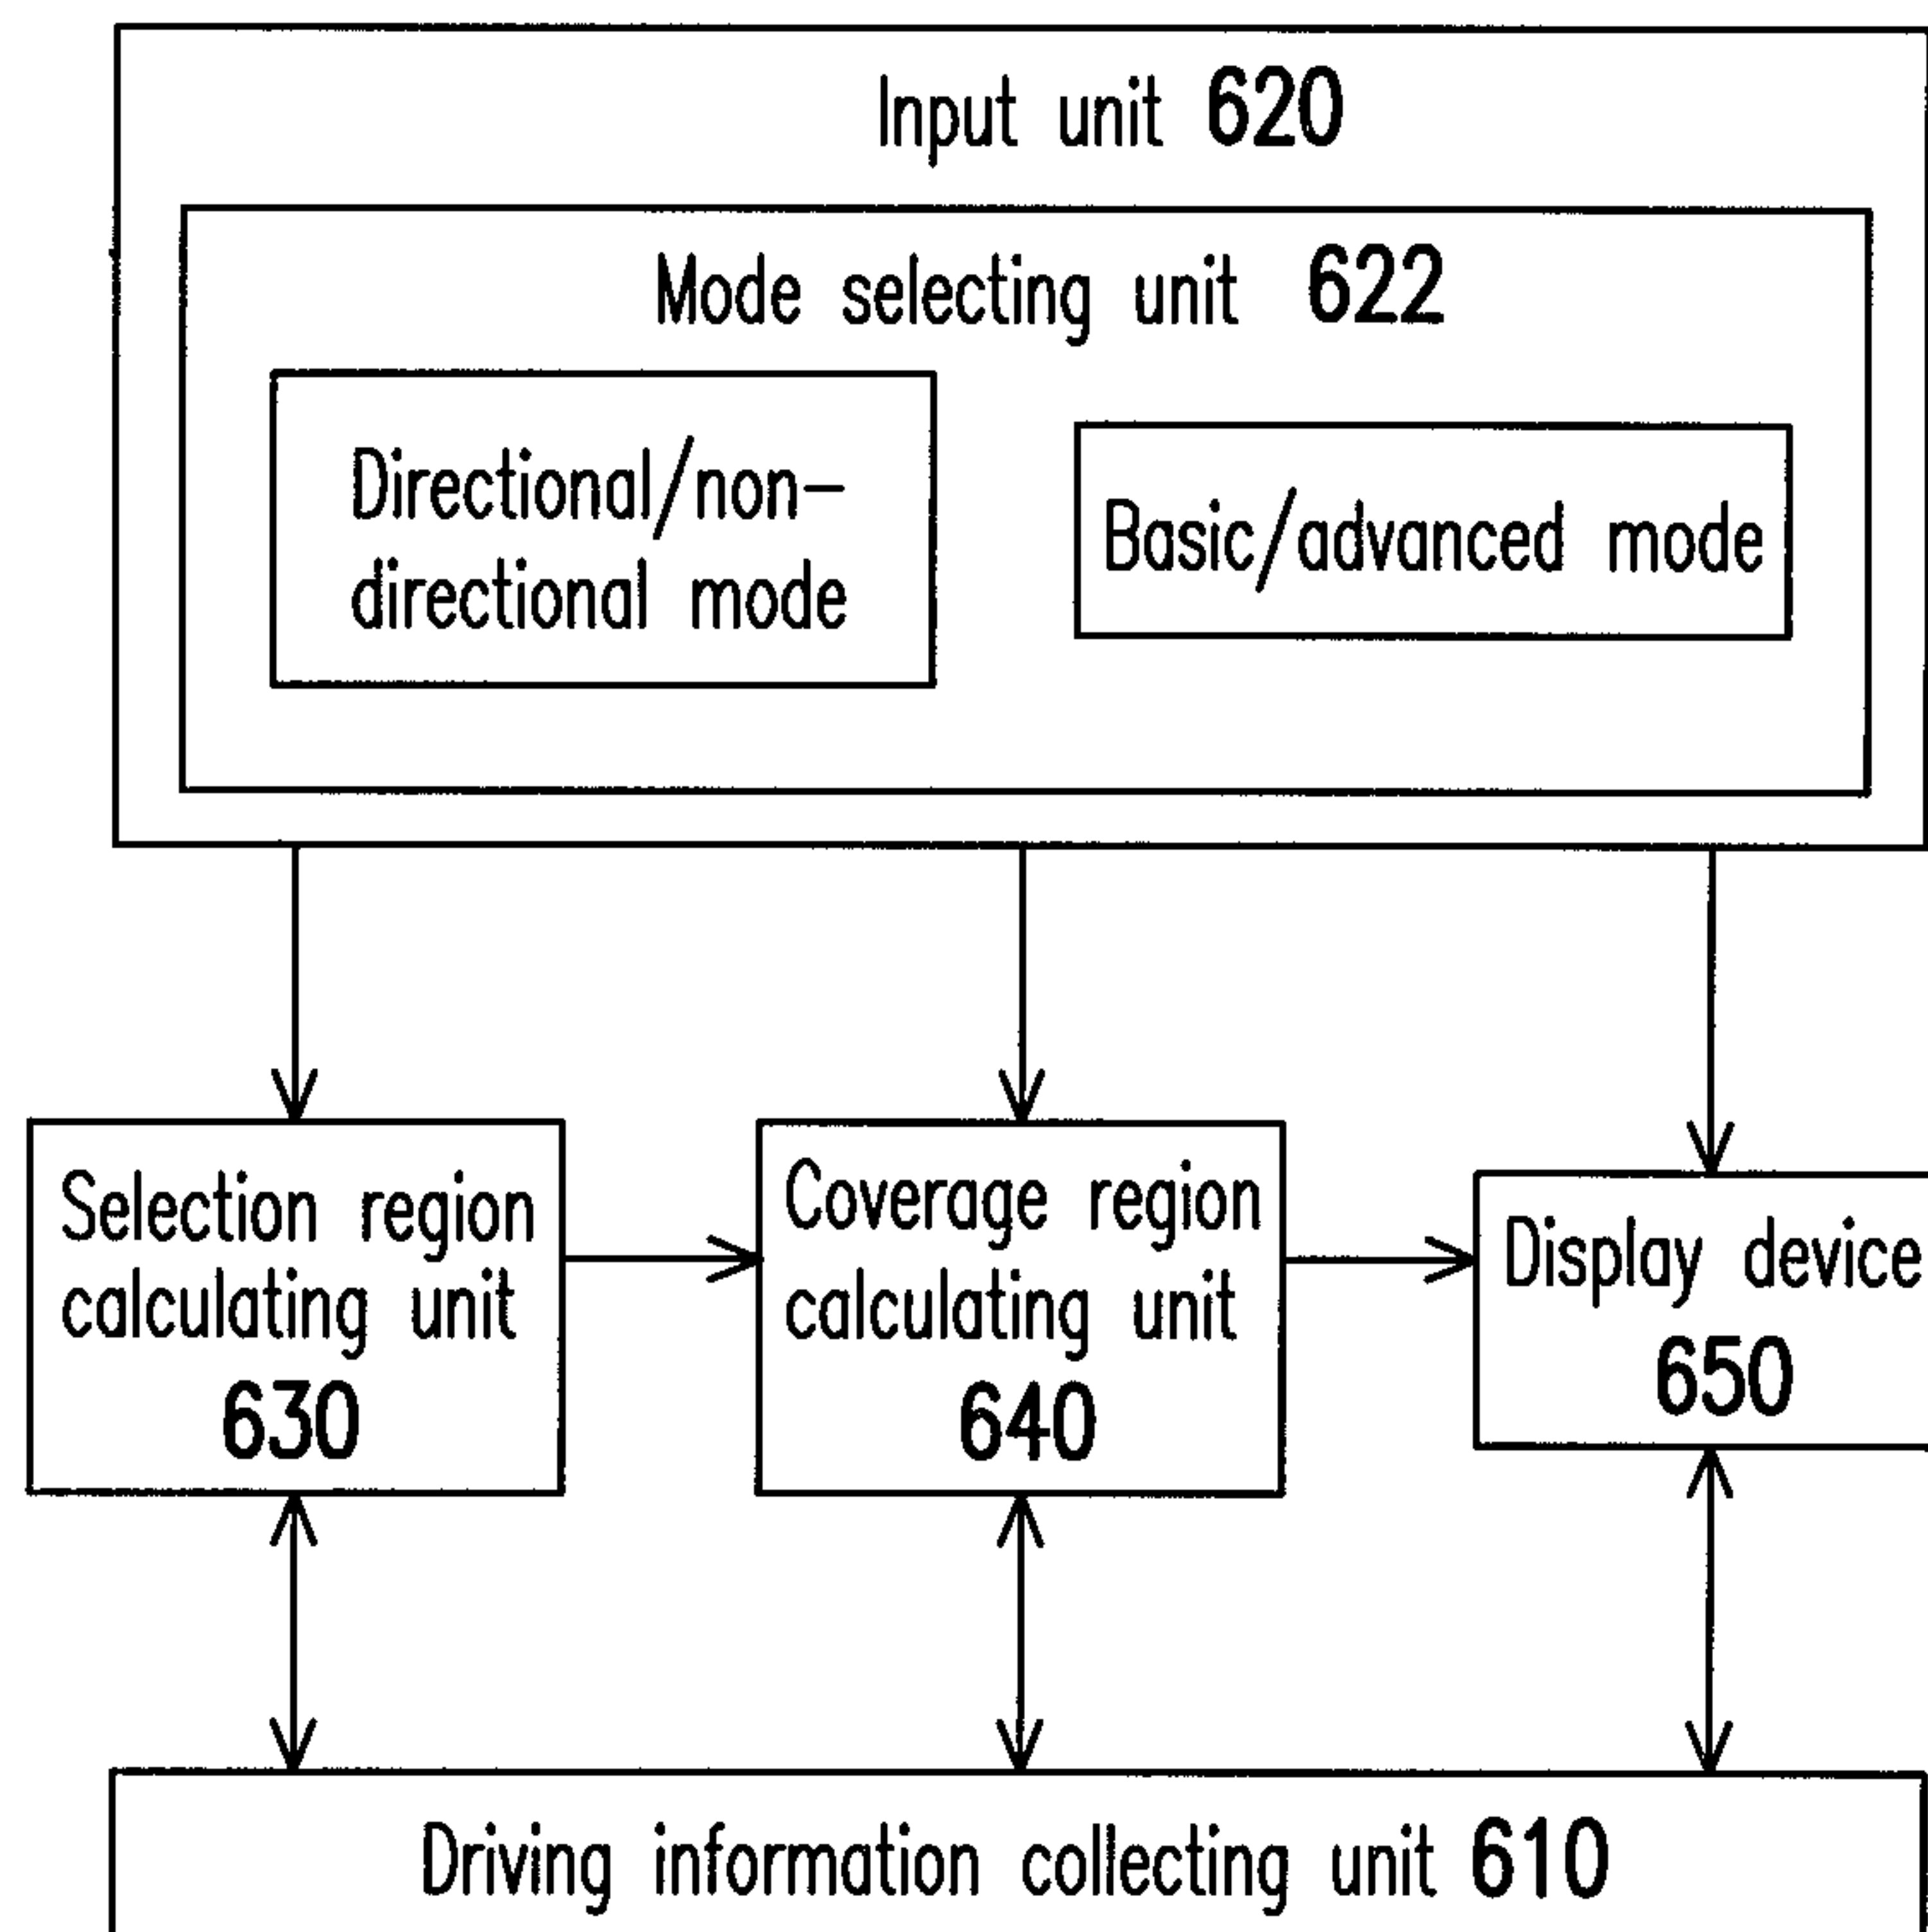 Input unit 620
Mode selecting unit 622
Directional/non-
directional mode
Basic/advanced mode
Selection region
calculating unit
630
Coverage region
calculating unit
640
Display device
650
Driving information collecting unit 610